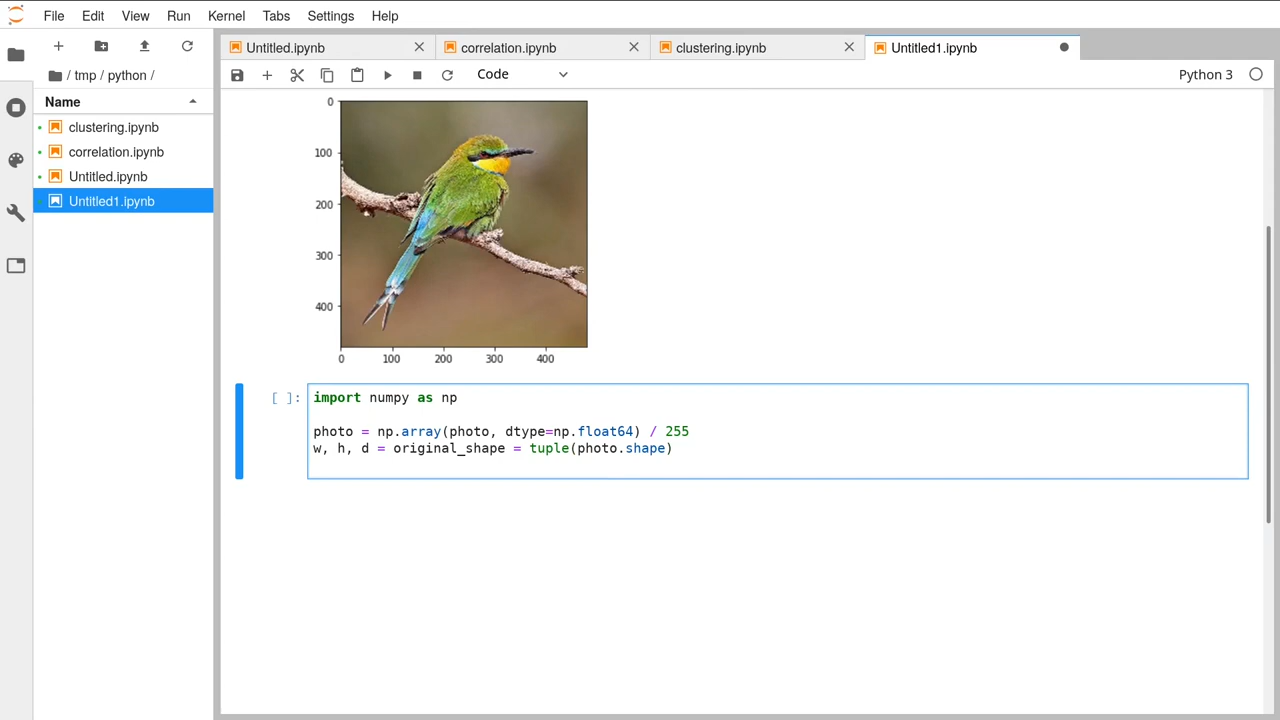 File Edit View Run Kernel Tabs Settings Help
Untitled.ipynb correlation.ipynb clustering.ipynb Untitled1.ipynb
Code Python 3
/ tmp / python /
Name
clustering.ipynb
correlation.ipynb
Untitled.ipynb
Untitled1.ipynb
0
100
200
300
400
0 100 200 300 400
[ ]: import numpy as np
photo = np.array(photo, dtype=np.float64) / 255
w, h, d = original_shape = tuple(photo.shape)